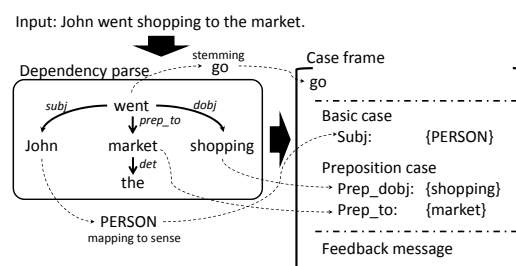 Input: John went shopping to the market.
stemming
go
Dependency parse
Case frame
go
subj
went
dobj
prep_to
John
market
shopping
det
the
PERSON
mapping to sense
Basic case
Subj: {PERSON}
Preposition case
Prep_dobj: {shopping}
Prep_to: {market}
Feedback message